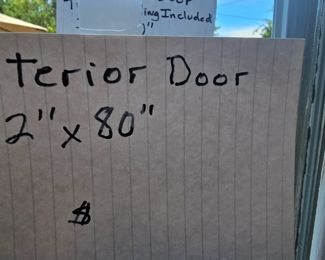 ing Included
)"
terior Door
2" x 80"
$